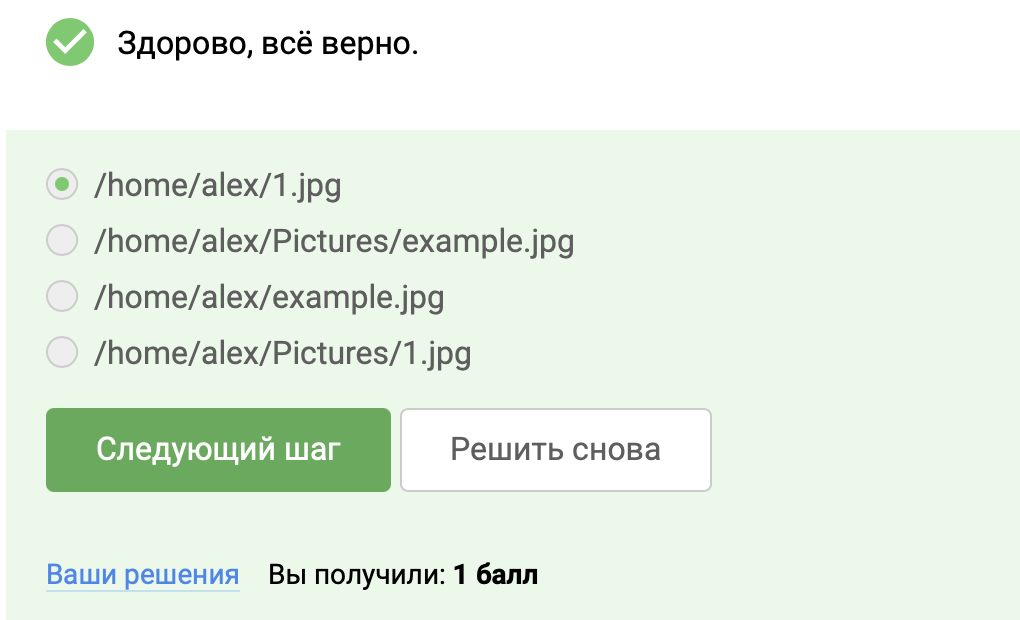 Здорово, всё верно.
/home/alex/1.jpg
/home/alex/Pictures/example.jpg
/home/alex/example.jpg
/home/alex/Pictures/1.jpg
Следующий шаг Решить снова
Ваши решения Вы получили: 1 балл